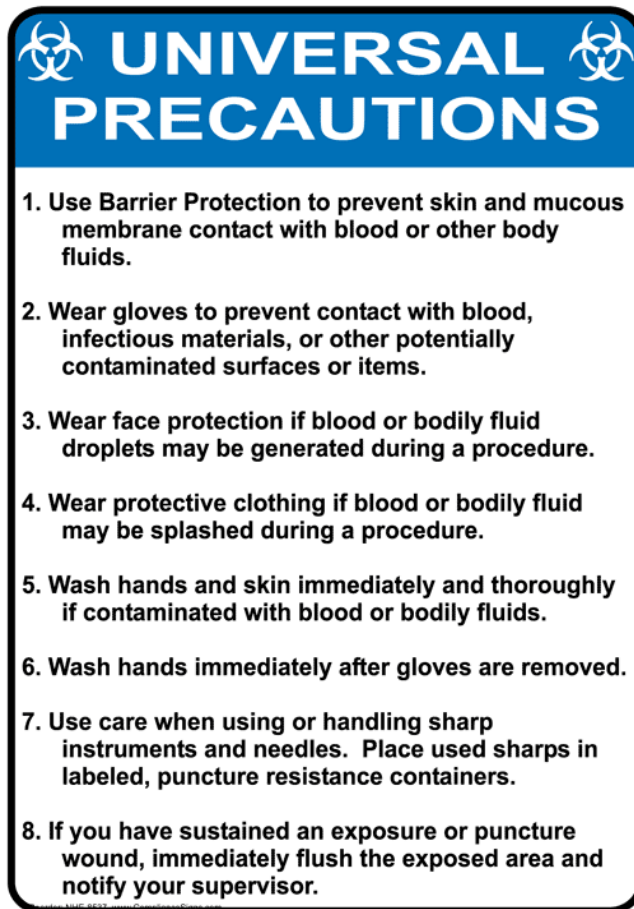 UNIVERSAL
PRECAUTIONS
1. Use Barrier Protection to prevent skin and mucous
membrane contact with blood or other body
fluids.
2. Wear gloves to prevent contact with blood,
infectious materials, or other potentially
contaminated surfaces or items.
3. Wear face protection if blood or bodily fluid
droplets may be generated during a procedure.
4. Wear protective clothing if blood or bodily fluid
may be splashed during a procedure.
5. Wash hands and skin immediately and thoroughly
if contaminated with blood or bodily fluids.
6. Wash hands immediately after gloves are removed.
7. Use care when using or handling sharp
instruments and needles.  Place used sharps in
labeled, puncture resistance containers.
8. If you have sustained an exposure or puncture
wound, immediately flush the exposed area and
notify your supervisor.